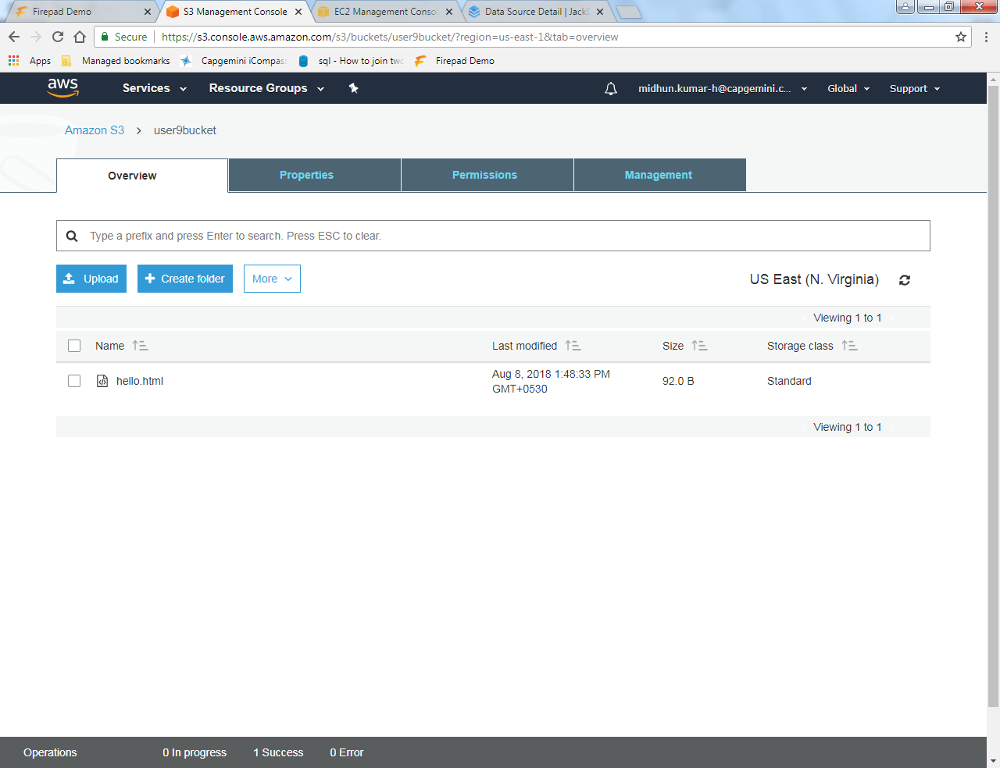 Firepad Demo
S3 Management Console
EC2 Management Consol
Data Source Detail | Jack
Secure
https://s3.console.aws.amazon.com/s3/buckets/user9bucket/?region=us-east-1&tab=overview
Apps
Managed bookmarks
Capgemini iCompas
sql - How to join two
Firepad Demo
aws
Services
Resource Groups
midhun.kumar-h@capgemini.c...
Global
Support
Amazon S3 > user9bucket
Overview
Properties
Permissions
Management
Type a prefix and press Enter to search. Press ESC to clear.
Upload
Create folder
More
US East (N. Virginia)
Viewing 1 to 1
Name
Last modified
Size
Storage class
hello.html
Aug 8, 2018 1:48:33 PM
GMT+0530
92.0 B
Standard
Viewing 1 to 1
Operations
0 In progress
1 Success
0 Error